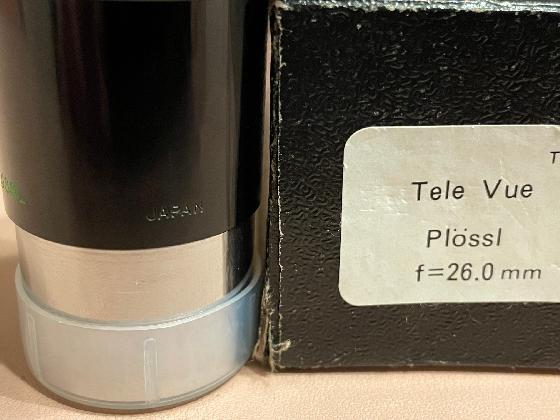 JAPAN
T
Tele Vue
Plössl
f=26.0 mm